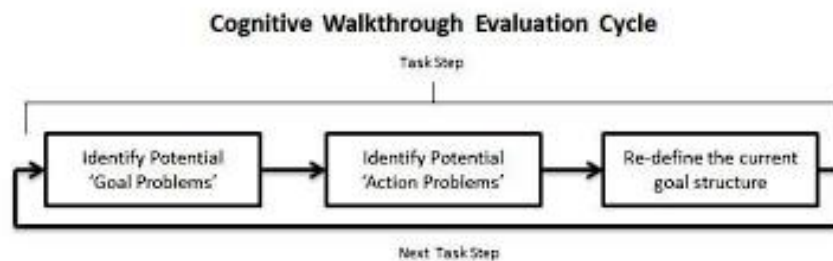 Cognitive Walkthrough Evaluation Cycle
Task Step
Identify Potential
'Goal Problems'
Identify Potential
'Action Problems'
Re-define the current
goal structure
Next Task Step